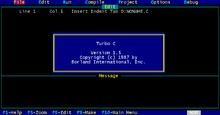 File Edit Run Compile Project Options Debug
Edit
Line 1 Col 1 Insert Indent Tab D:NONAME.C
Turbo C
Version 1.5
Copyright (c) 1987 by
Borland International, Inc.
Message
F1-Help F5-Zoom F6-Edit F9-Make F10-Main Menu